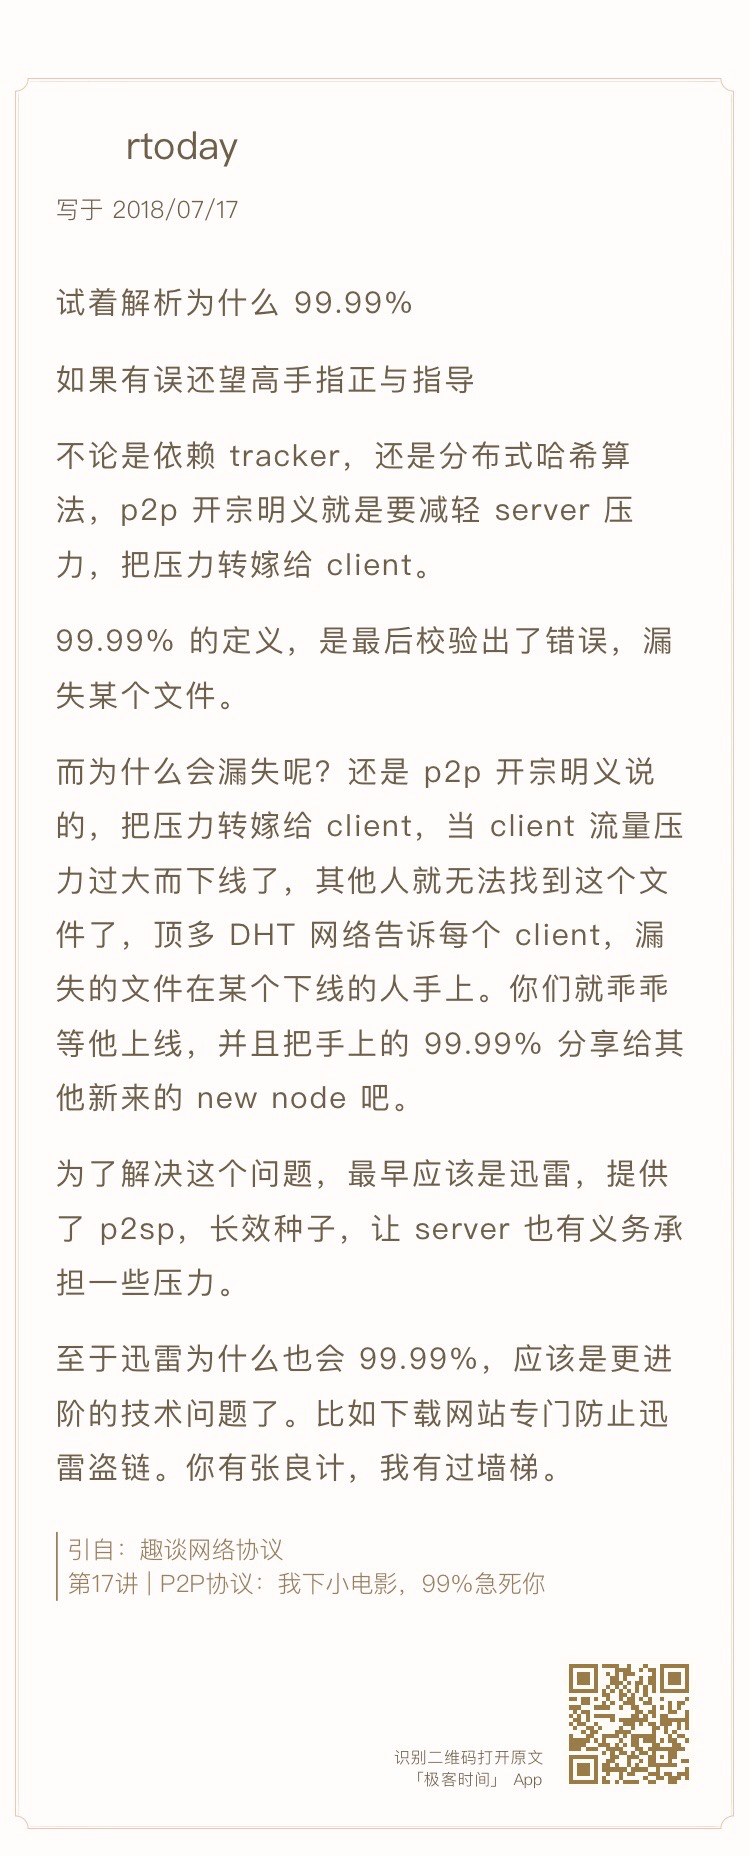 rtoday
写于 2018/07/17
试着解析为什么 99.99%
如果有误还望高手指正与指导
不论是依赖 tracker，还是分布式哈希算
法，p2p 开宗明义就是要减轻 server 压
力，把压力转嫁给 client。
99.99% 的定义，是最后校验出了错误，漏
失某个文件。
而为什么会漏失呢？还是 p2p 开宗明义说
的，把压力转嫁给 client，当 client 流量压
力过大而下线了，其他人就无法找到这个文
件了，顶多 DHT 网络告诉每个 client，漏
失的文件在某个下线的人手上。你们就乖乖
等他上线，并且把手上的 99.99% 分享给其
他新来的 new node 吧。
为了解决这个问题，最早应该是迅雷，提供
了 p2sp，长效种子，让 server 也有义务承
担一些压力。
至于迅雷为什么也会 99.99%，应该是更进
阶的技术问题了。比如下载网站专门防止迅
雷盗链。你有张良计，我有过墙梯。
引自：趣谈网络协议
第17讲 | P2P协议：我下小电影，99%急死你
识别二维码打开原文
「极客时间」 App